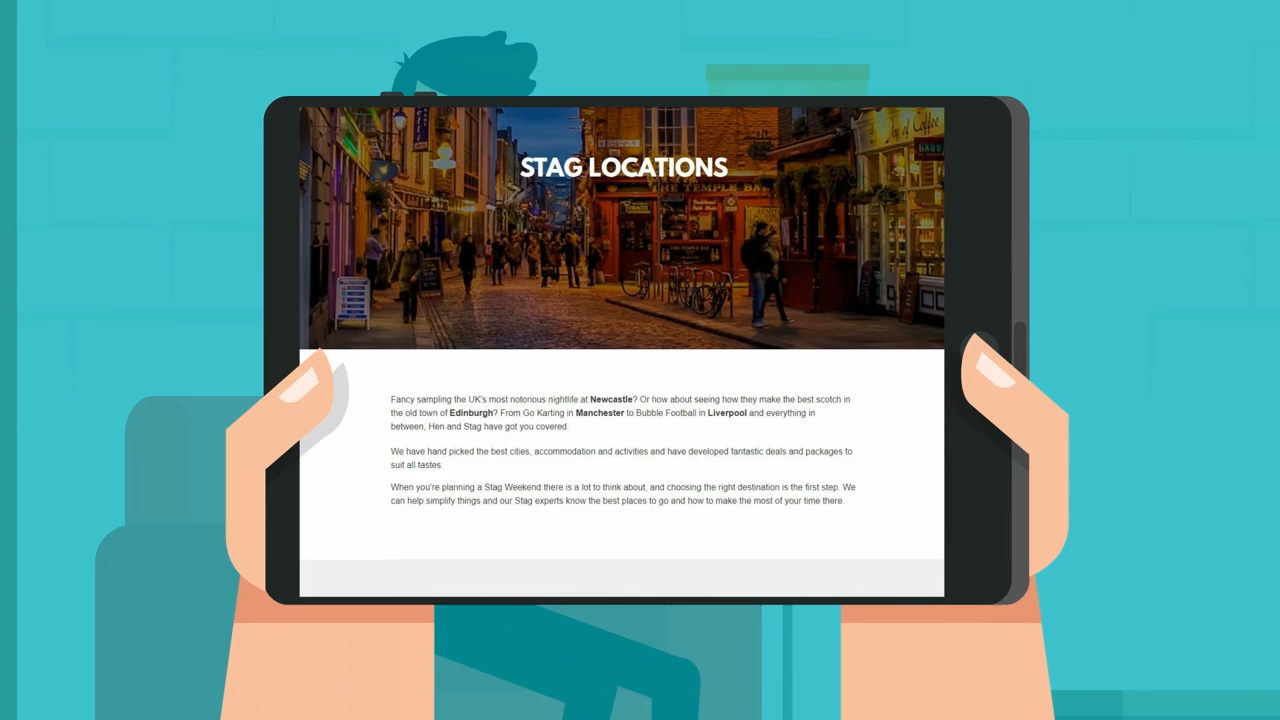 Joy of Coffee
STAG LOCATIONS
THE TEMPLE BAR
Fancy sampling the UK's most notorious nightlife at Newcastle? Or how about seeing how they make the best scotch in
the old town of Edinburgh? From Go Karting in Manchester to Bubble Football in Liverpool and everything in
between, Hen and Stag have got you covered.
We have hand picked the best cities, accommodation and activities and have developed fantastic deals and packages to
suit all tastes.
When you're planning a Stag Weekend there is a lot to think about, and choosing the right destination is the first step. We
can help simplify things and our Stag experts know the best places to go and how to make the most of your time there.